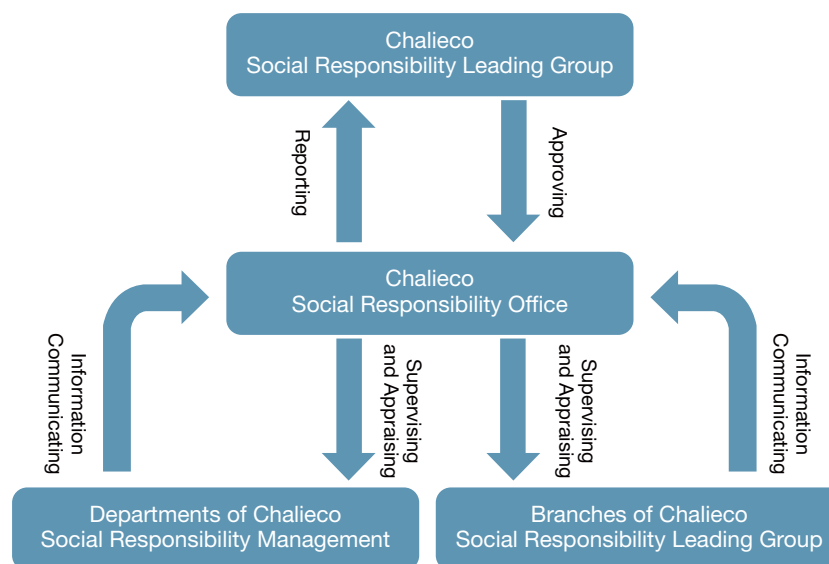 Chalieco
Social Responsibility Leading Group
Reporting
Approving
Chalieco
Social Responsibility Office
Information
Communicating
Supervising
and Appraising
Supervising
and Appraising
Information
Communicating
Departments of Chalieco
Social Responsibility Management
Branches of Chalieco
Social Responsibility Leading Group